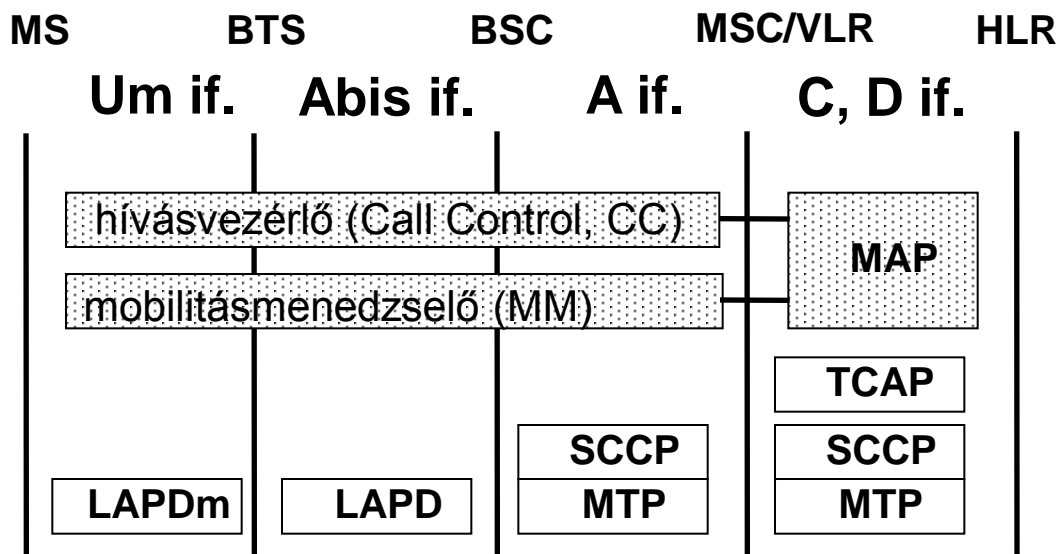 MS BTS BSC MSC/VLR HLR
Um if. Abis if. A if. C, D if.
hívásvezérlő (Call Control, CC)
MAP
mobilitásmenedzselő (MM)
TCAP
SCCP SCCP
LAPDm LAPD MTP MTP